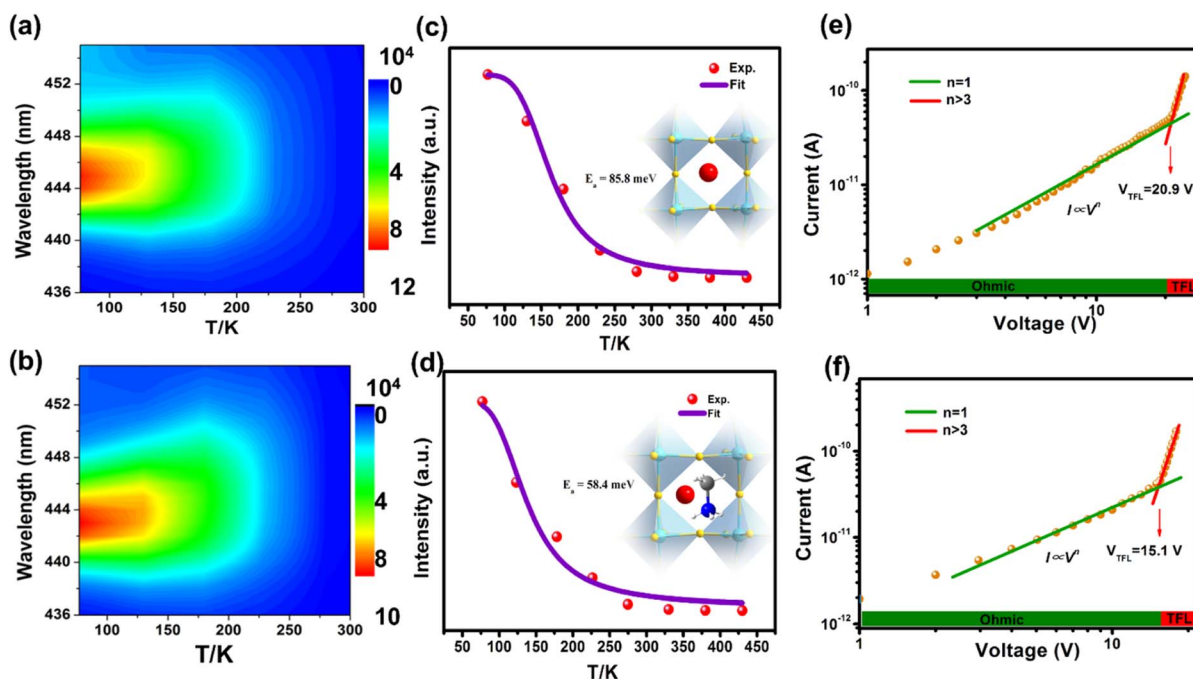 (a)
Wavelength (nm)
452
448
444
440
436
100 150 200 250 300
T/K
10⁴
0
4
8
12
(c)
Intensity (a.u.)
Exp.
Fit
Eₐ = 85.8 meV
50 100 150 200 250 300 350 400 450
T/K
(e)
Current (A)
10⁻¹⁰
10⁻¹¹
10⁻¹²
n=1
n>3
I∝Vⁿ
V_TFL=20.9 V
Ohmic TFL
1 10
Voltage (V)
(b)
Wavelength (nm)
452
448
444
440
436
100 150 200 250 300
T/K
10⁴
0
4
8
10
(d)
Intensity (a.u.)
Exp.
Fit
Eₐ = 58.4 meV
50 100 150 200 250 300 350 400 450
T/K
(f)
Current (A)
10⁻¹⁰
10⁻¹¹
10⁻¹²
n=1
n>3
I∝Vⁿ
V_TFL=15.1 V
Ohmic TFL
1 10
Voltage (V)